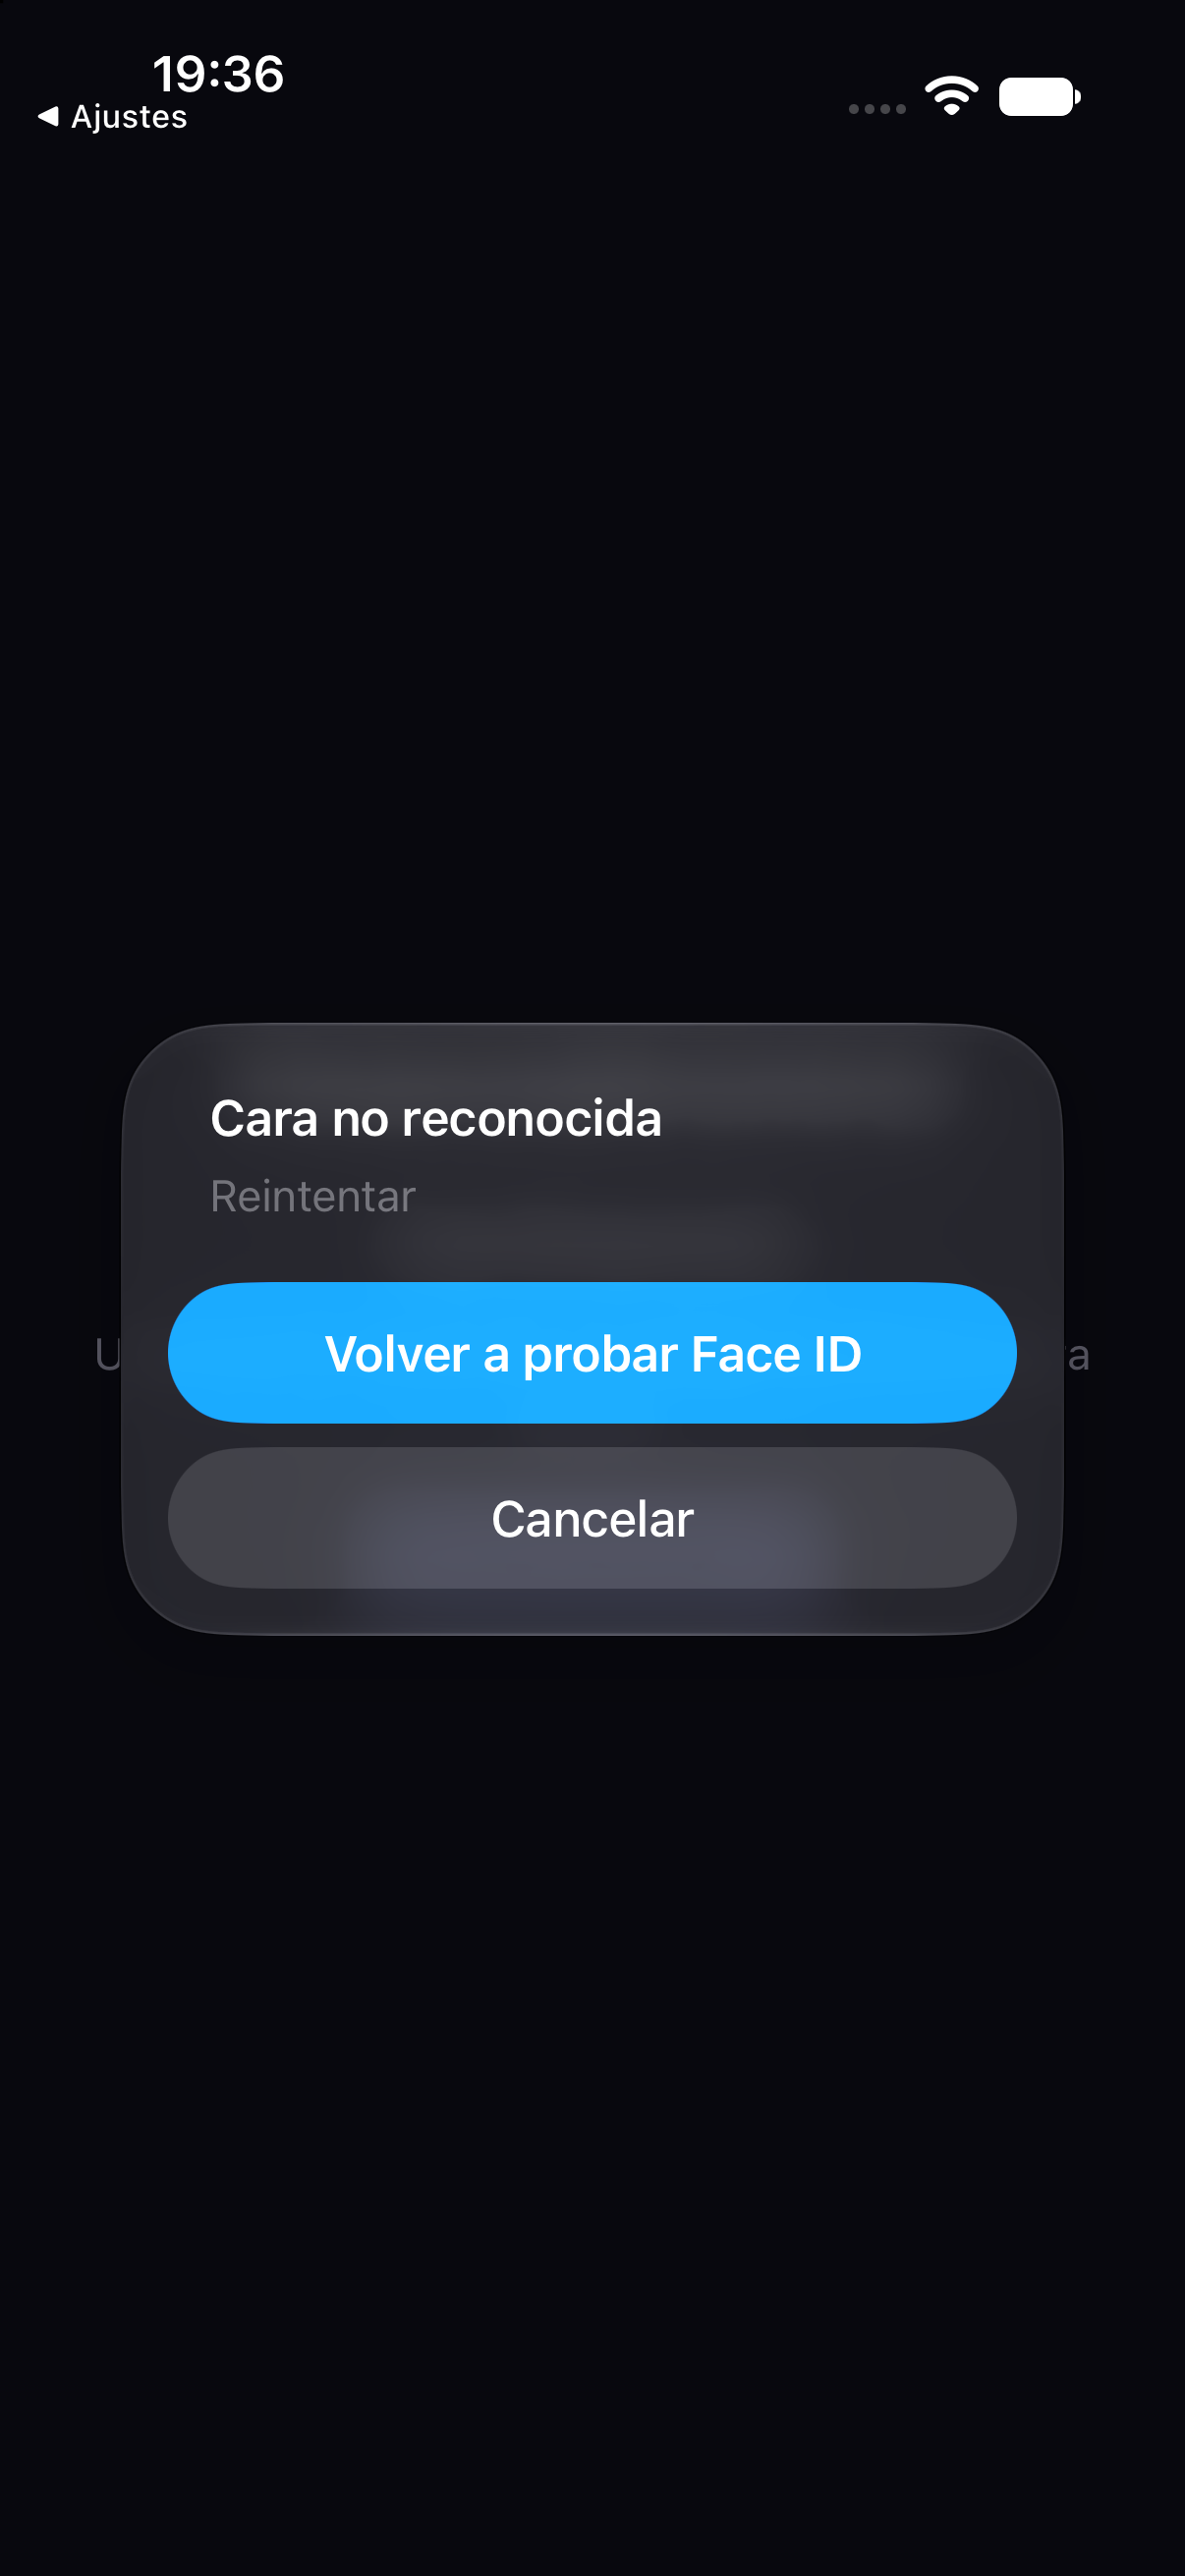 19:36
◀ Ajustes
Cara no reconocida
Reintentar
Volver a probar Face ID
Cancelar